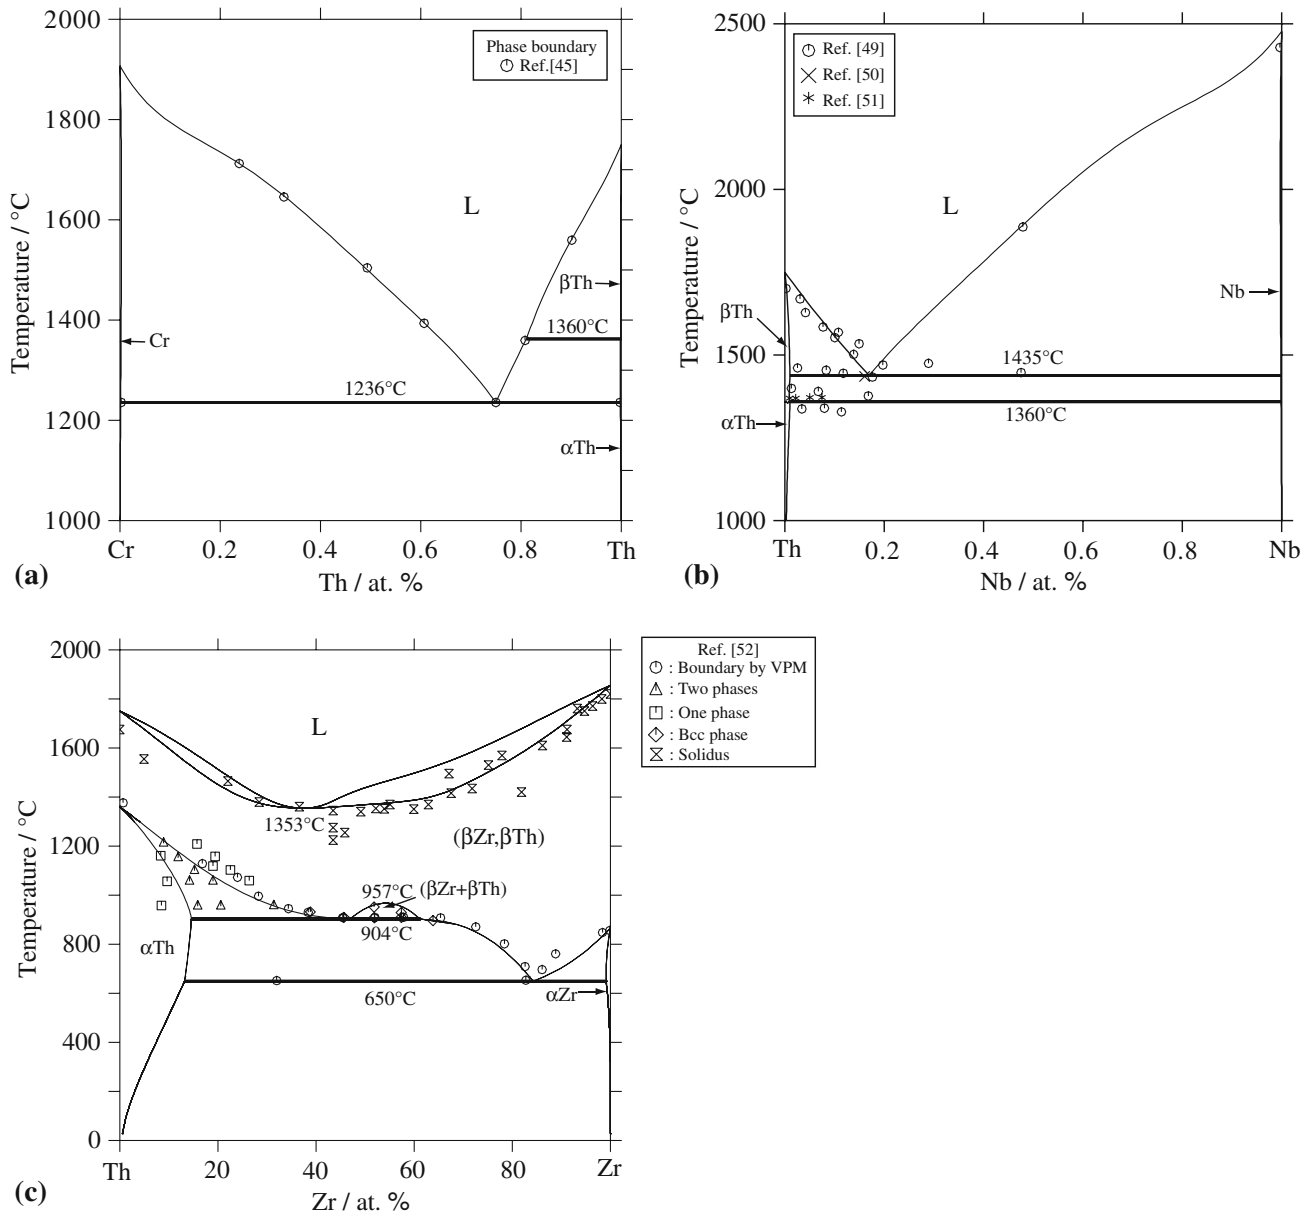 2000
1800
1600
1400
1200
1000
Temperature / °C
Phase boundary
Ref.[45]
L
βTh
1360°C
Cr
1236°C
αTh
Cr
0.2
0.4
0.6
0.8
Th
Th / at. %
(a)
2500
2000
1500
1000
Temperature / °C
Ref. [49]
Ref. [50]
Ref. [51]
L
Nb
βTh
1435°C
αTh
1360°C
Th
0.2
0.4
0.6
0.8
Nb
Nb / at. %
(b)
2000
1600
1200
800
400
0
Temperature / °C
L
1353°C
(βZr,βTh)
957°C
(βZr+βTh)
904°C
αTh
αZr
650°C
Th
20
40
60
80
Zr
Zr / at. %
(c)
Ref. [52]
: Boundary by VPM
: Two phases
: One phase
: Bcc phase
: Solidus